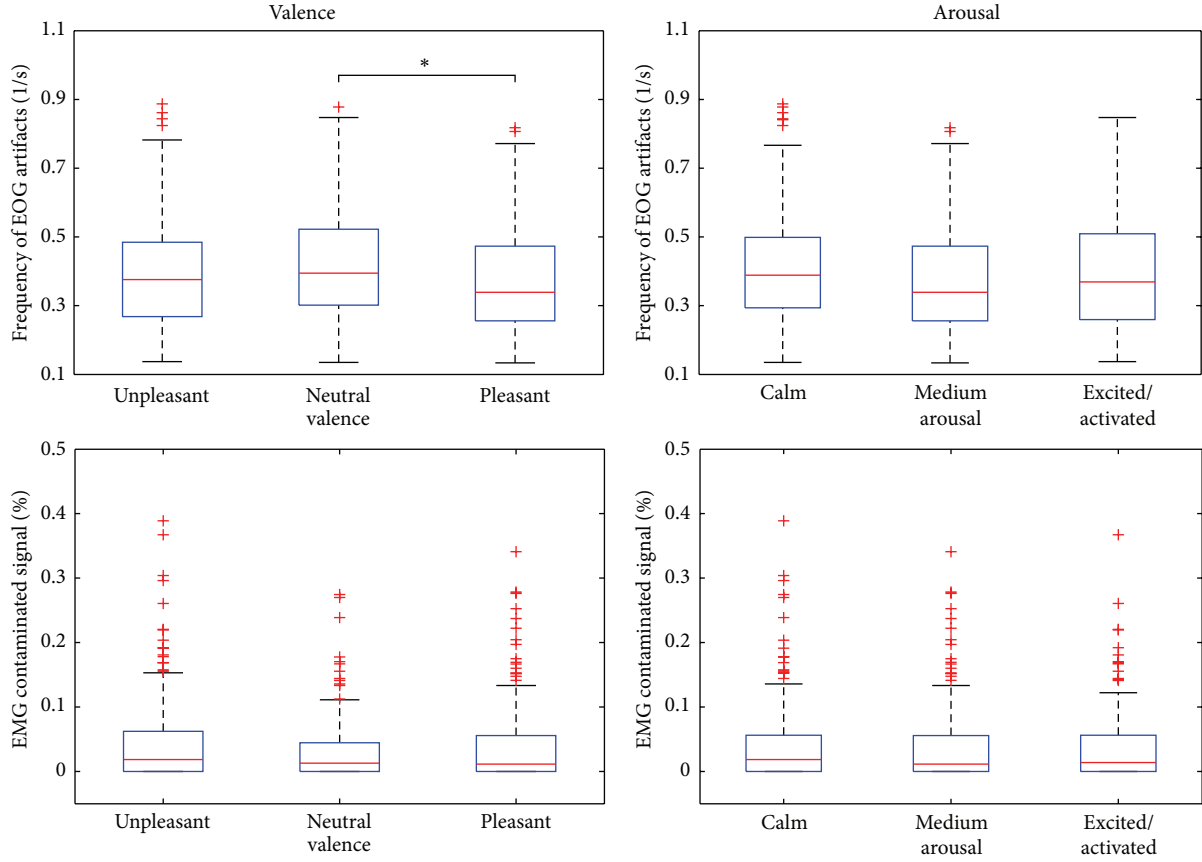 Valence
Frequency of EOG artifacts (1/s)
1.1
0.9
0.7
0.5
0.3
0.1
*
Unpleasant
Neutral
valence
Pleasant
Arousal
Frequency of EOG artifacts (1/s)
1.1
0.9
0.7
0.5
0.3
0.1
Calm
Medium
arousal
Excited/
activated
EMG contaminated signal (%)
0.5
0.4
0.3
0.2
0.1
0
Unpleasant
Neutral
valence
Pleasant
EMG contaminated signal (%)
0.5
0.4
0.3
0.2
0.1
0
Calm
Medium
arousal
Excited/
activated